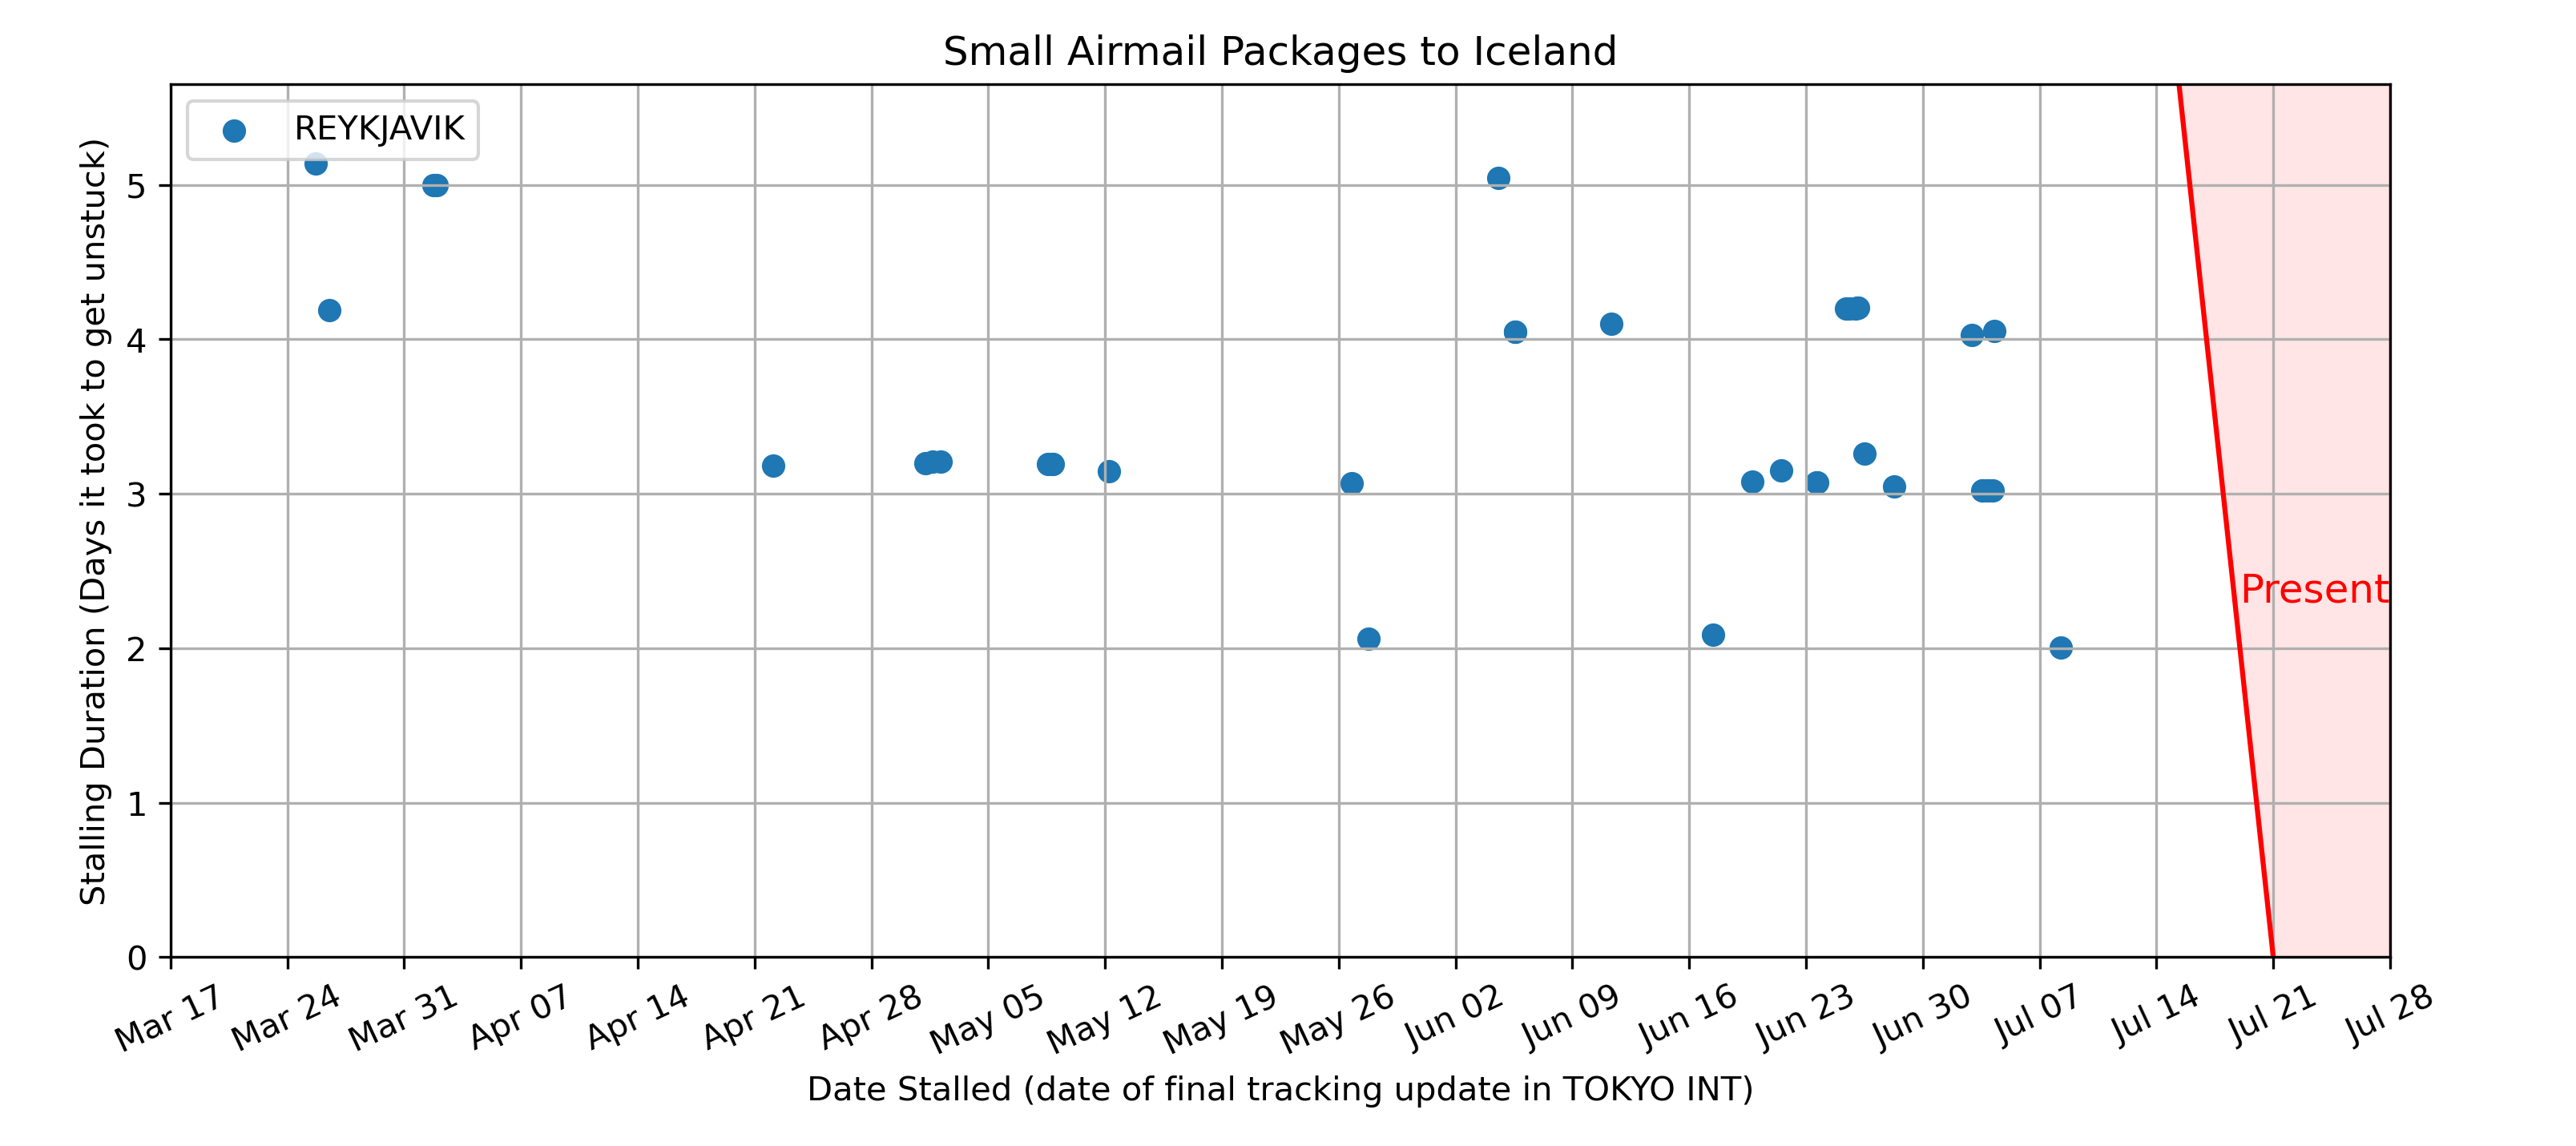 Small Airmail Packages to Iceland
REYKJAVIK
Stalling Duration (Days it took to get unstuck)
5
4
3
2
1
0
Present
Mar 17 Mar 24 Mar 31 Apr 07 Apr 14 Apr 21 Apr 28 May 05 May 12 May 19 May 26 Jun 02 Jun 09 Jun 16 Jun 23 Jun 30 Jul 07 Jul 14 Jul 21 Jul 28
Date Stalled (date of final tracking update in TOKYO INT)